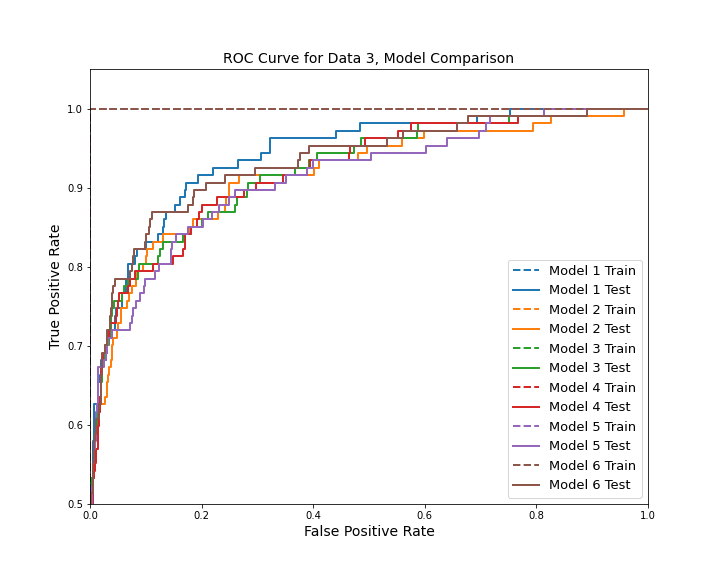 ROC Curve for Data 3, Model Comparison
True Positive Rate
1.0
0.9
0.8
0.7
0.6
0.5
0.0
0.2
0.4
0.6
0.8
1.0
False Positive Rate
Model 1 Train
Model 1 Test
Model 2 Train
Model 2 Test
Model 3 Train
Model 3 Test
Model 4 Train
Model 4 Test
Model 5 Train
Model 5 Test
Model 6 Train
Model 6 Test